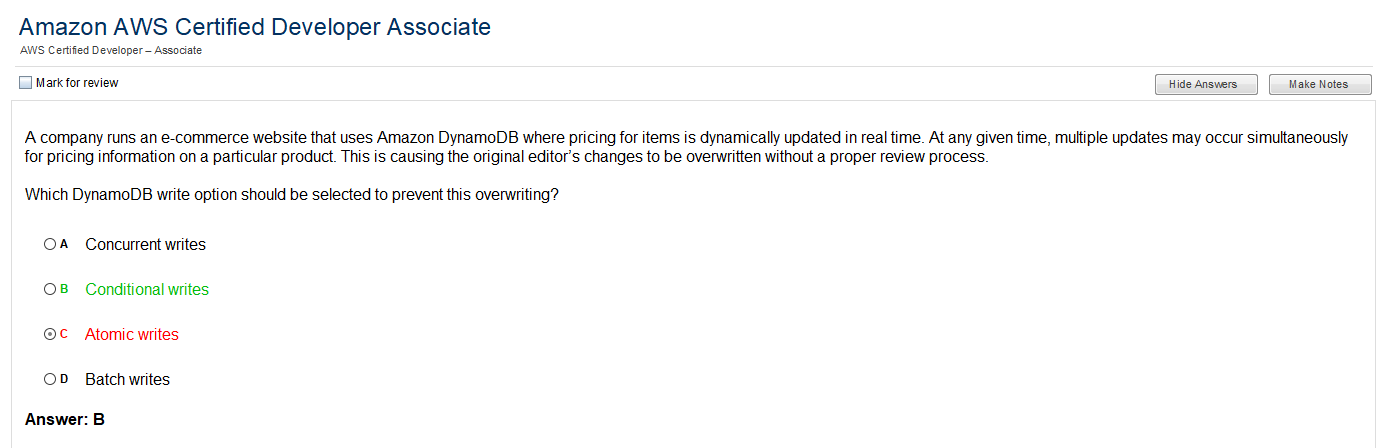 Amazon AWS Certified Developer Associate
AWS Certified Developer – Associate
Mark for review
Hide Answers
Make Notes
A company runs an e-commerce website that uses Amazon DynamoDB where pricing for items is dynamically updated in real time. At any given time, multiple updates may occur simultaneously
for pricing information on a particular product. This is causing the original editor’s changes to be overwritten without a proper review process.
Which DynamoDB write option should be selected to prevent this overwriting?
A Concurrent writes
B Conditional writes
C Atomic writes
D Batch writes
Answer: B